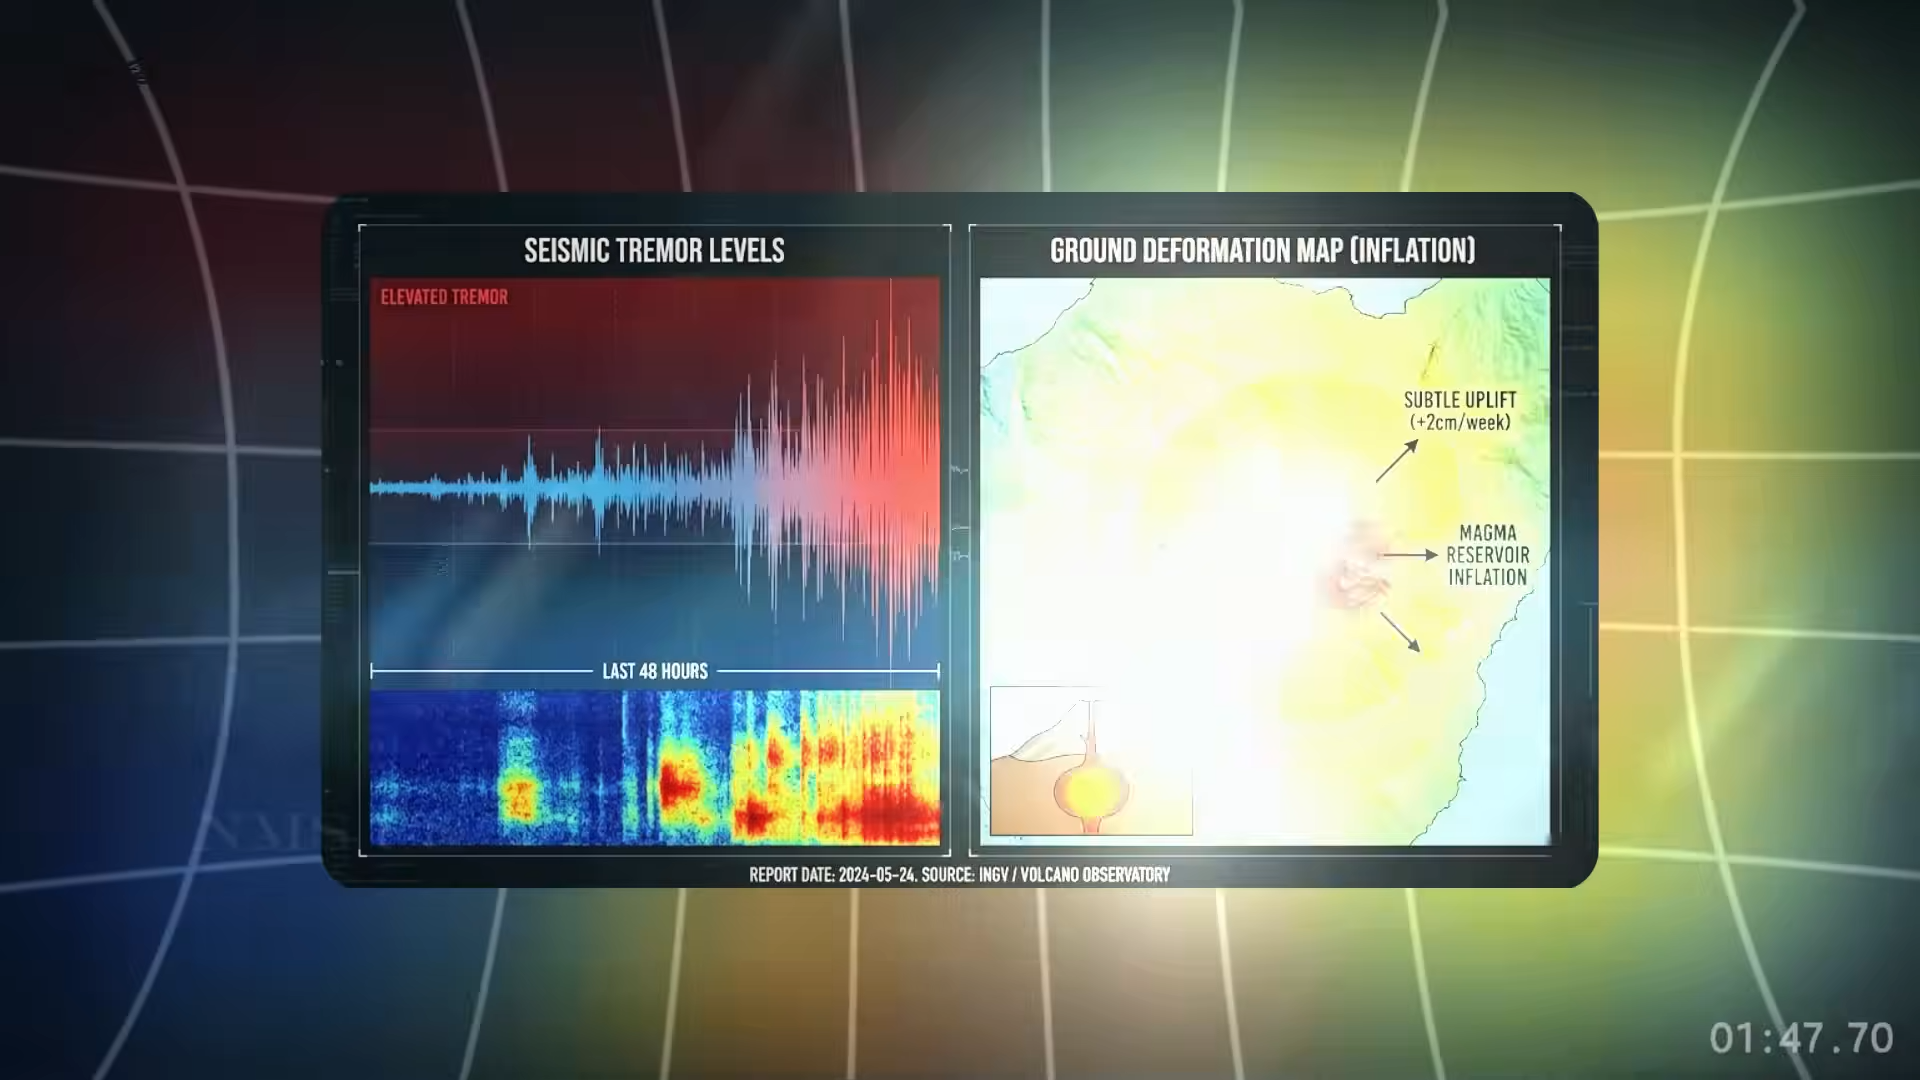 SEISMIC TREMOR LEVELS
ELEVATED TREMOR
LAST 48 HOURS
GROUND DEFORMATION MAP (INFLATION)
SUBTLE UPLIFT
(+2cm/week)
MAGMA
RESERVOIR
INFLATION
REPORT DATE: 2024-05-24. SOURCE: INGV / VOLCANO OBSERVATORY
01:47.70